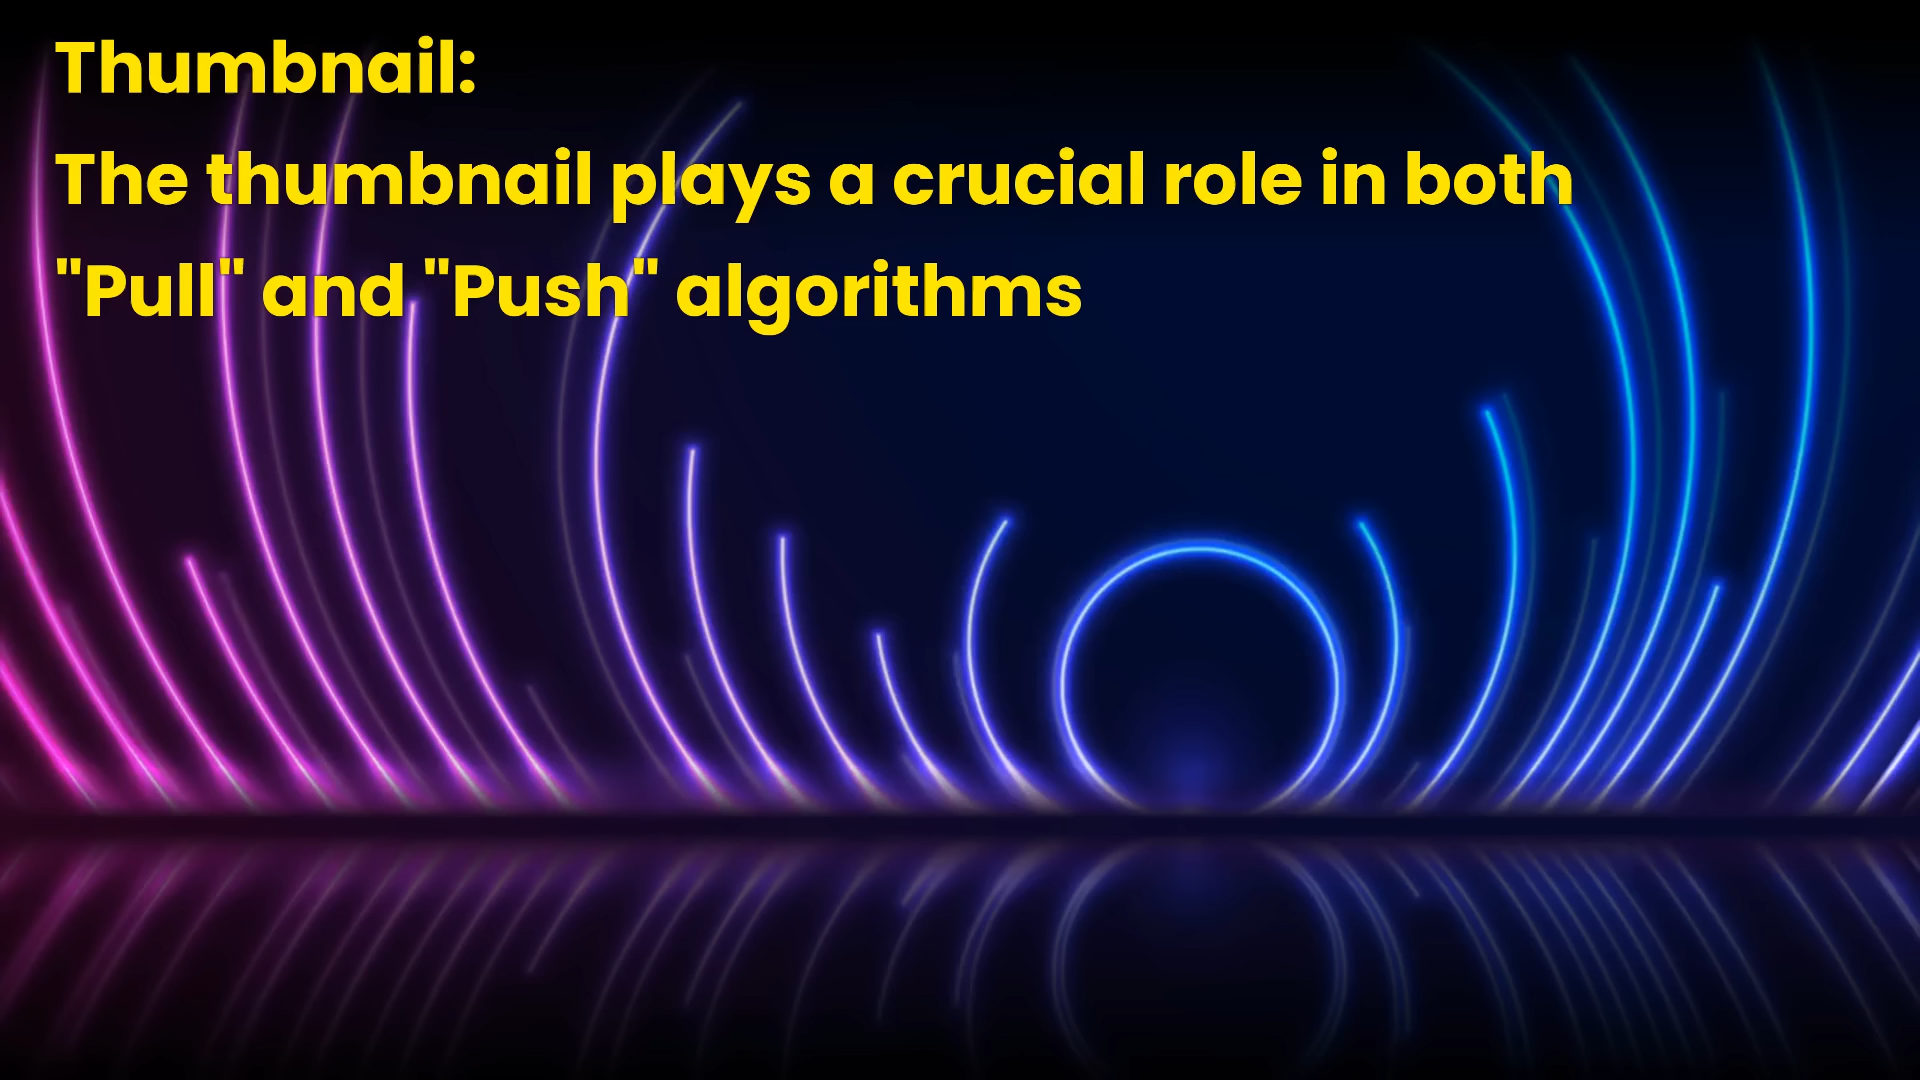 Thumbnail:
The thumbnail plays a crucial role in both
"Pull" and "Push" algorithms